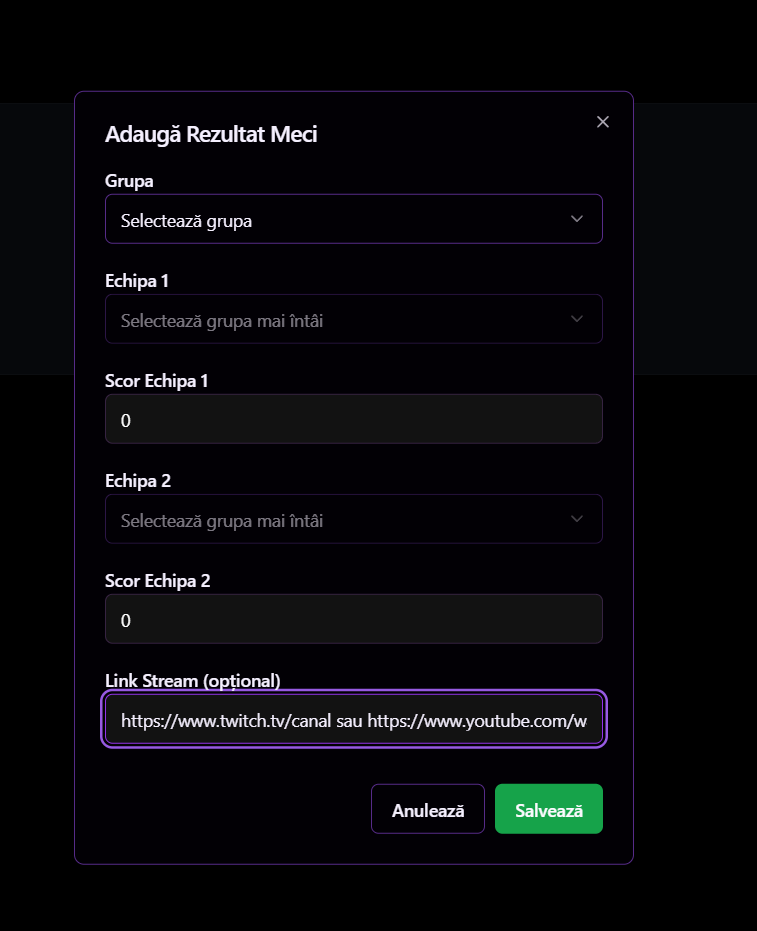 Adaugă Rezultat Meci
Grupa
Selectează grupa
Echipa 1
Selectează grupa mai întâi
Scor Echipa 1
0
Echipa 2
Selectează grupa mai întâi
Scor Echipa 2
0
Link Stream (opțional)
https://www.twitch.tv/canal sau https://www.youtube.com/w
Anulează
Salvează